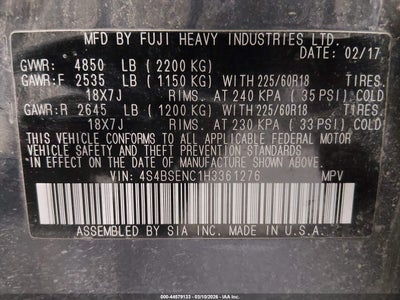 MFD BY FUJI HEAVY INDUSTRIES LTD.
DATE: 02/17
GVWR: 4850 LB (2200 KG)
GAWR:F 2535 LB (1150 KG) WITH 225/60R18 TIRES,
18X7J RIMS, AT 240 KPA (35 PSI) COLD
GAWR:R 2645 LB (1200 KG) WITH 225/60R18 TIRES,
18X7J RIMS, AT 230 KPA (33 PSI) COLD
THIS VEHICLE CONFORMS TO ALL APPLICABLE FEDERAL MOTOR
VEHICLE SAFETY AND THEFT PREVENTION STANDARDS IN
EFFECT ON THE DATE OF MANUFACTURE SHOWN ABOVE.
VIN: 4S4BSENC1H3361276 MPV
ASSEMBLED BY SIA INC. IN U.S.A.
000-44679133 - 03/10/2026 - IAA Inc.